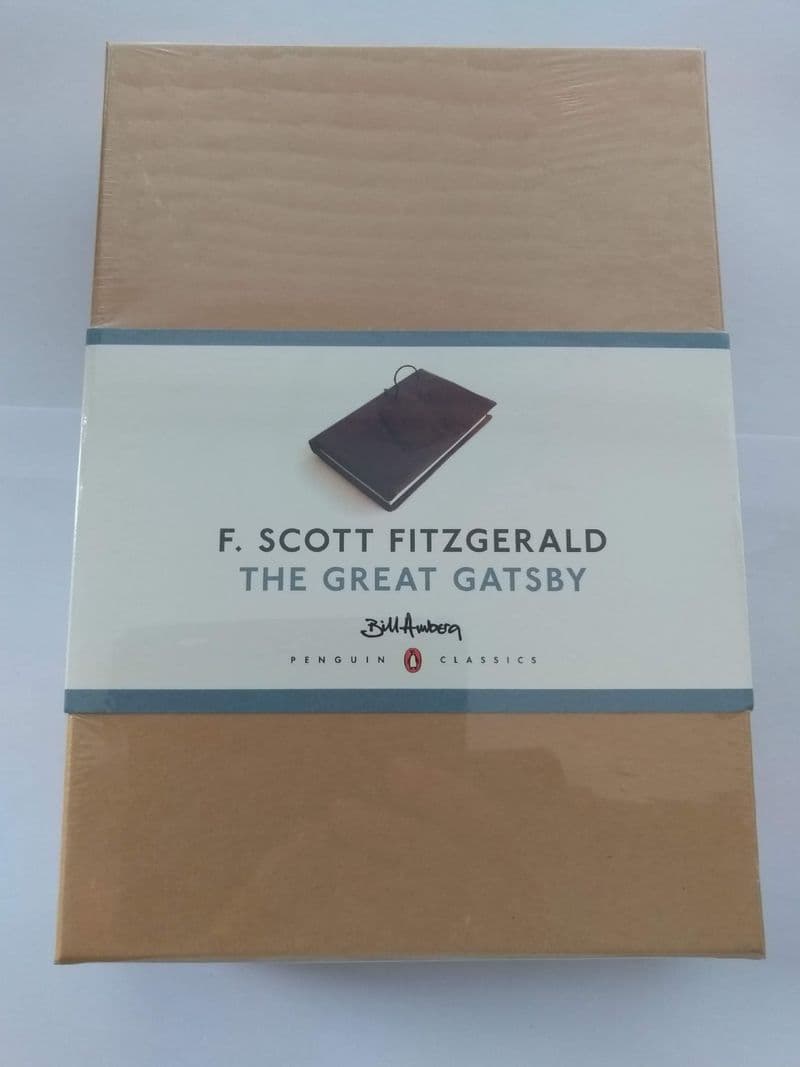 F. SCOTT FITZGERALD
THE GREAT GATSBY
Bill Amberg
PENGUIN CLASSICS